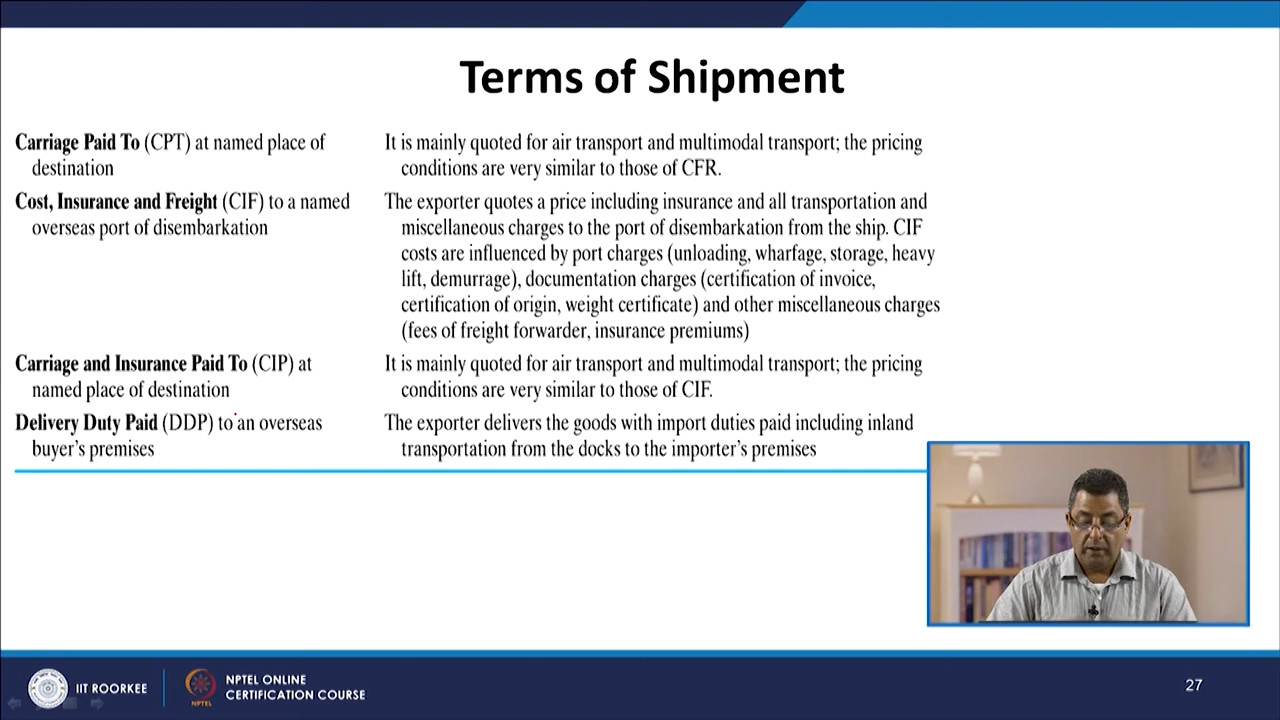 Terms of Shipment
Carriage Paid To (CPT) at named place of
destination
It is mainly quoted for air transport and multimodal transport; the pricing
conditions are very similar to those of CFR.
Cost, Insurance and Freight (CIF) to a named
overseas port of disembarkation
The exporter quotes a price including insurance and all transportation and
miscellaneous charges to the port of disembarkation from the ship. CIF
costs are influenced by port charges (unloading, wharfage, storage, heavy
lift, demurrage), documentation charges (certification of invoice,
certification of origin, weight certificate) and other miscellaneous charges
(fees of freight forwarder, insurance premiums)
Carriage and Insurance Paid To (CIP) at
named place of destination
It is mainly quoted for air transport and multimodal transport; the pricing
conditions are very similar to those of CIF.
Delivery Duty Paid (DDP) to an overseas
buyer's premises
The exporter delivers the goods with import duties paid including inland
transportation from the docks to the importer's premises
IIT ROORKEE
NPTEL
NPTEL ONLINE
CERTIFICATION COURSE
27